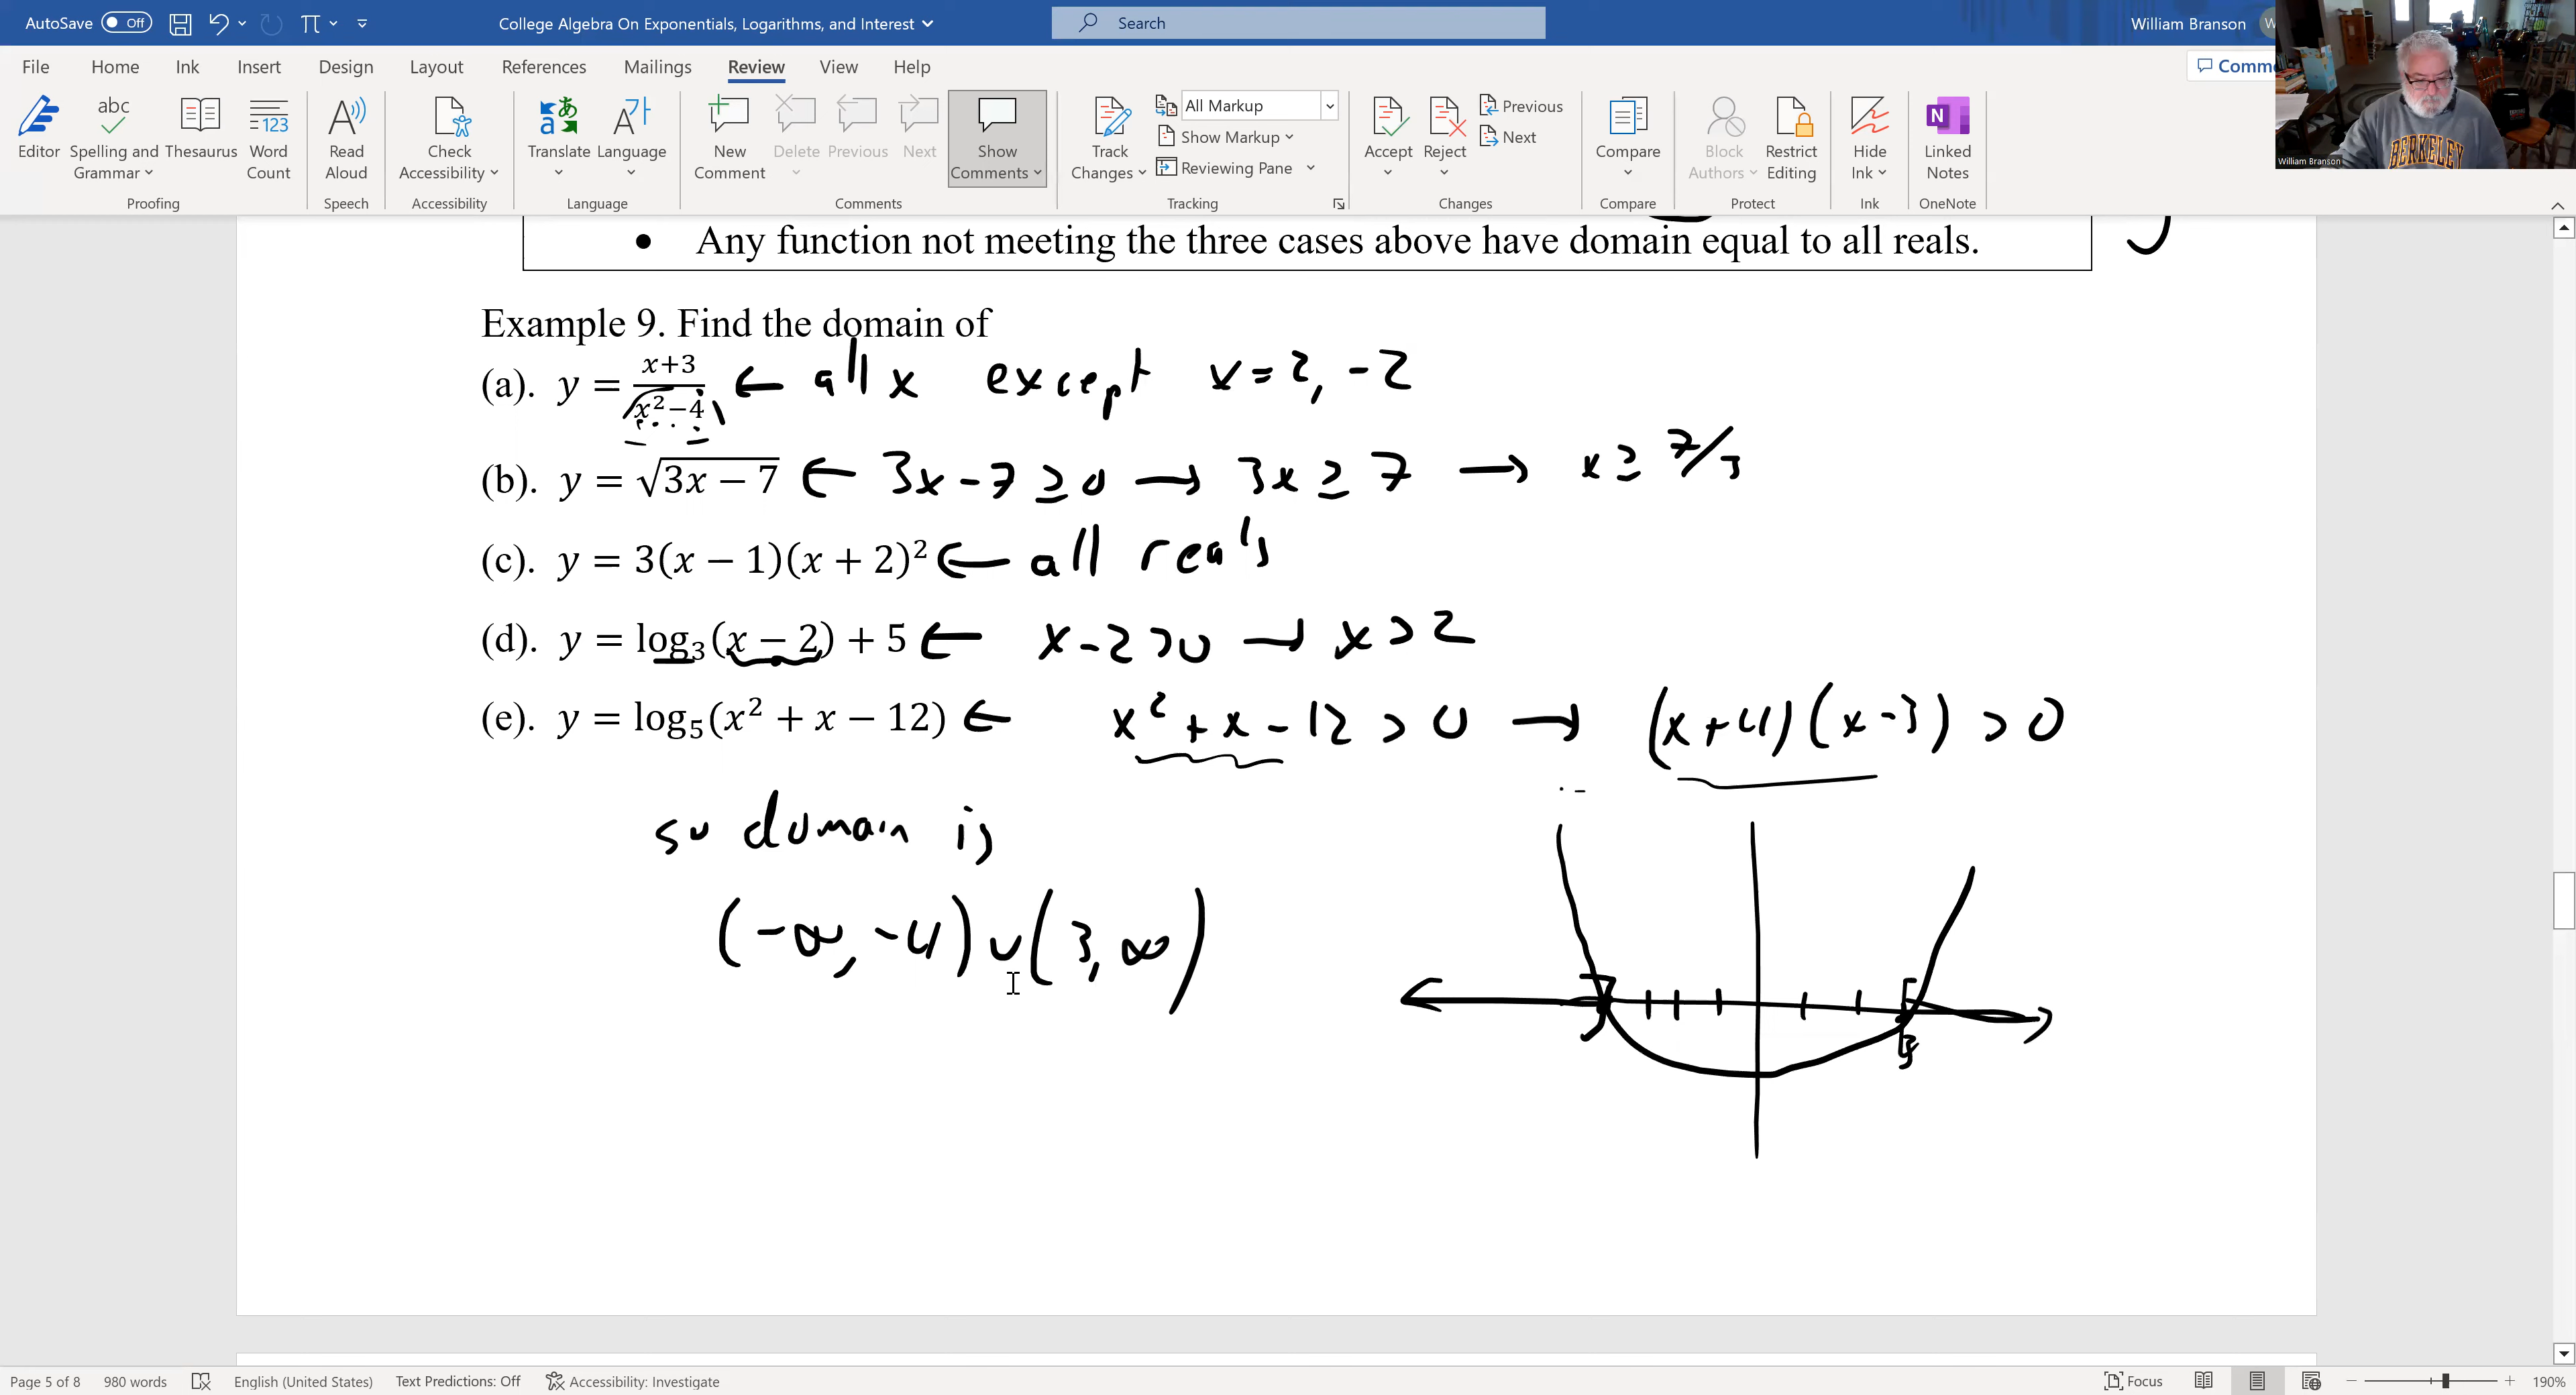 AutoSave Off College Algebra On Exponentials, Logarithms, and Interest Search William Branson
File Home Ink Insert Design Layout References Mailings Review View Help Comm
Editor Spelling and Grammar Thesaurus Word Count Read Aloud Check Accessibility Translate Language New Comment Delete Previous Next Show Comments Track Changes All Markup Show Markup Reviewing Pane Accept Reject Previous Next Compare Block Authors Restrict Editing Hide Ink Linked Notes
Proofing Speech Accessibility Language Comments Tracking Changes Compare Protect Ink OneNote
William Branson
BERKELEY
• Any function not meeting the three cases above have domain equal to all reals.
Example 9. Find the domain of
(a). y = (x+3)/(x²−4) ← all x except x = 2, -2
(b). y = √(3x − 7) ← 3x - 7 ≥ 0 → 3x ≥ 7 → x ≥ 7/3
(c). y = 3(x − 1)(x + 2)² ← all reals
(d). y = log₃(x − 2) + 5 ← x - 2 > 0 → x > 2
(e). y = log₅(x² + x − 12) ← x² + x - 12 > 0 → (x+4)(x-3) > 0
so domain is
(-∞, -4) ∪ (3, ∞)
Page 5 of 8 980 words English (United States) Text Predictions: Off Accessibility: Investigate Focus 190%